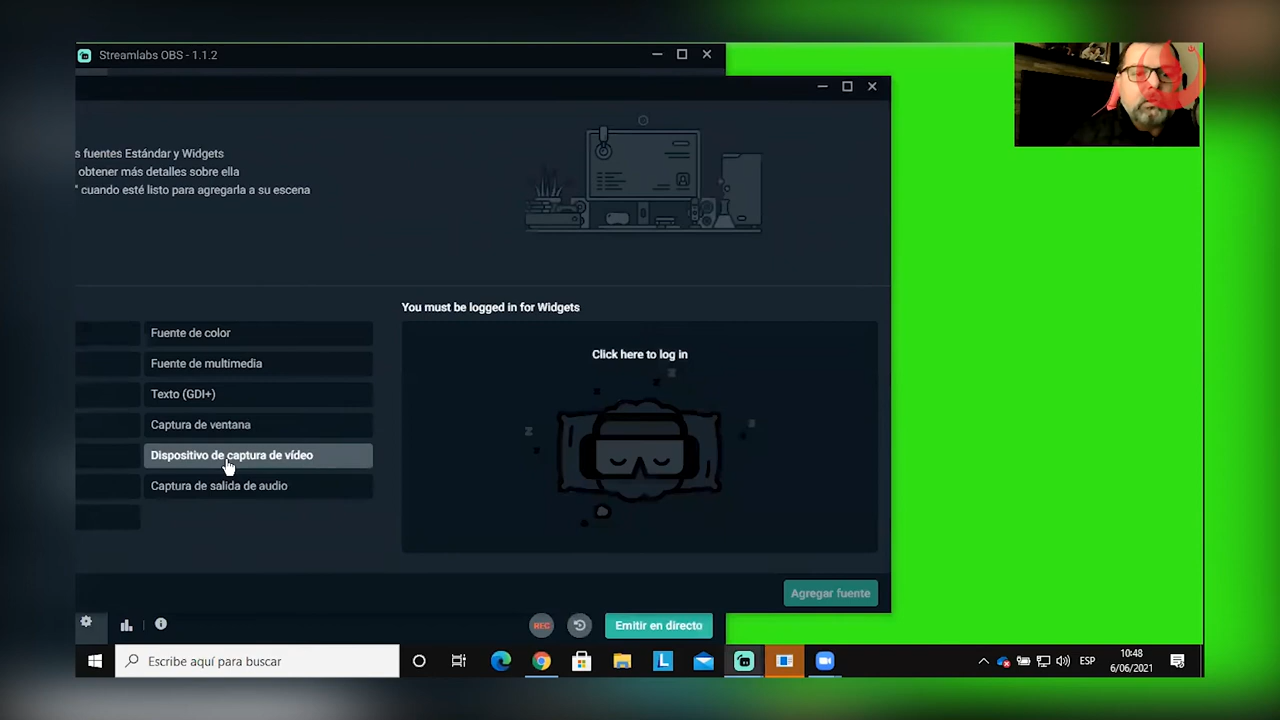 Streamlabs OBS - 1.1.2
s fuentes Estándar y Widgets
obtener más detalles sobre ella
" cuando esté listo para agregarla a su escena
You must be logged in for Widgets
Fuente de color
Fuente de multimedia
Texto (GDI+)
Captura de ventana
Dispositivo de captura de vídeo
Captura de salida de audio
Click here to log in
Agregar fuente
REC
Emitir en directo
Escribe aquí para buscar
L
ESP
10:48
6/06/2021